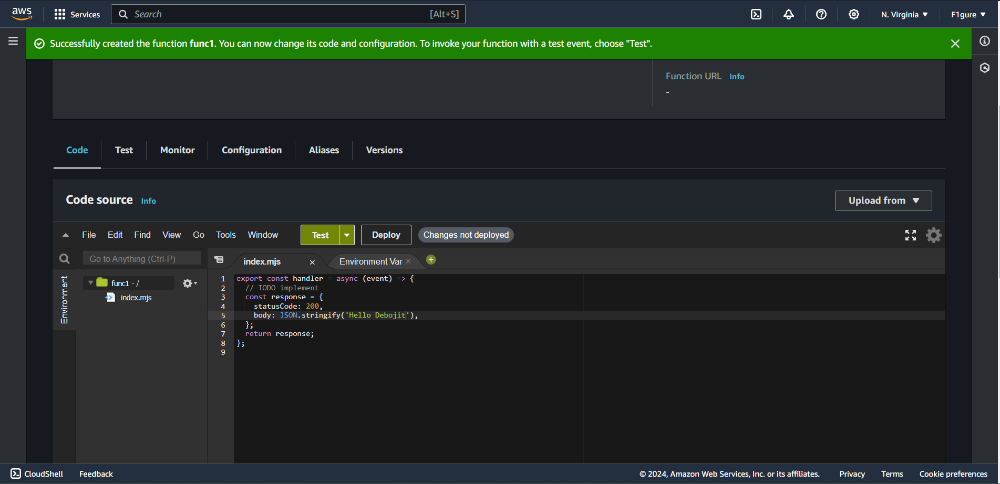 aws
Services
Search
[Alt+S]
N. Virginia
F1gure
Successfully created the function func1. You can now change its code and configuration. To invoke your function with a test event, choose "Test".
Function URL Info
-
Code
Test
Monitor
Configuration
Aliases
Versions
Code source Info
Upload from
File
Edit
Find
View
Go
Tools
Window
Test
Deploy
Changes not deployed
Go to Anything (Ctrl-P)
index.mjs
Environment Var
Environment
func1 - /
index.mjs
1 export const handler = async (event) => {
2 // TODO implement
3 const response = {
4 statusCode: 200,
5 body: JSON.stringify('Hello Debojit'),
6 };
7 return response;
8 };
9
CloudShell
Feedback
© 2024, Amazon Web Services, Inc. or its affiliates.
Privacy
Terms
Cookie preferences